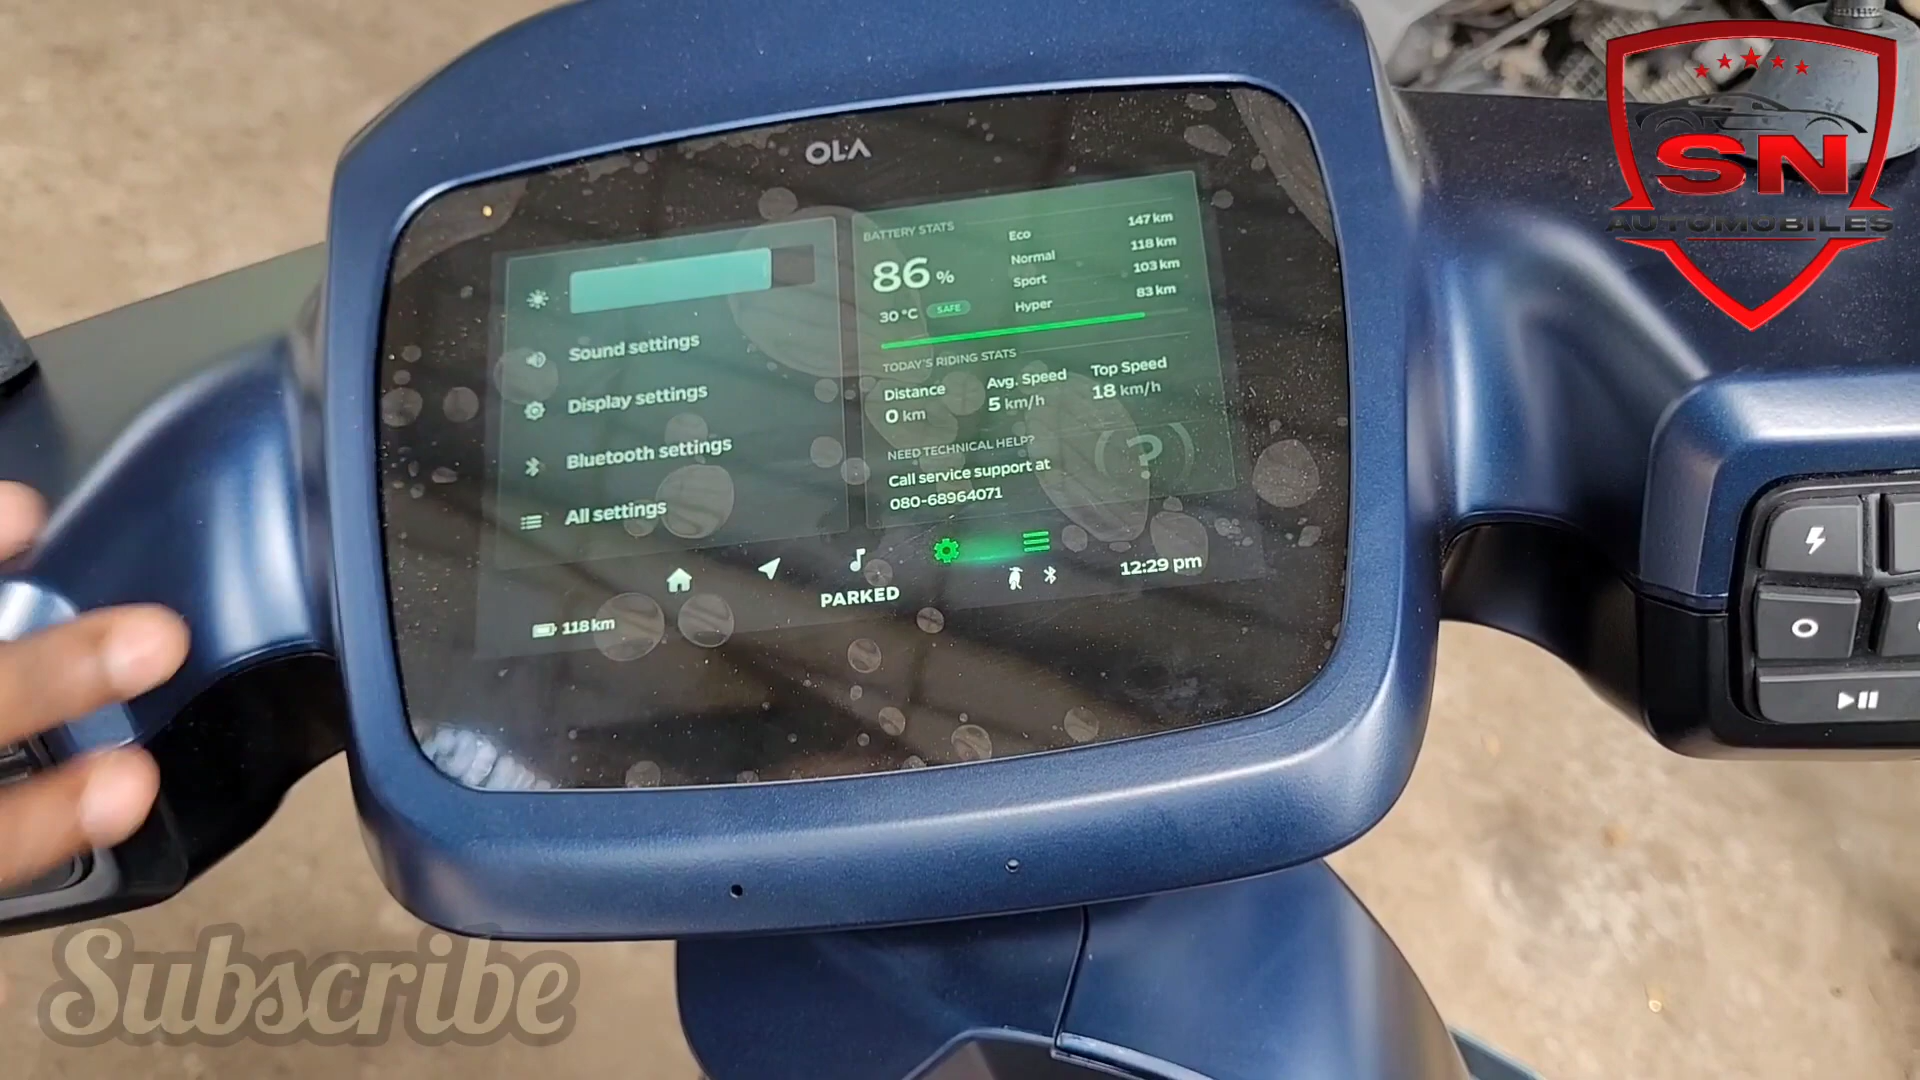 OLA
SN
AUTOMOBILES
BATTERY STATS
86 %
30 °C SAFE
Eco 147 km
Normal 118 km
Sport 103 km
Hyper 83 km
Sound settings
Display settings
Bluetooth settings
All settings
TODAY'S RIDING STATS
Distance
0 km
Avg. Speed
5 km/h
Top Speed
18 km/h
NEED TECHNICAL HELP?
Call service support at
080-68964071
?
PARKED
118 km
12:29 pm
Subscribe